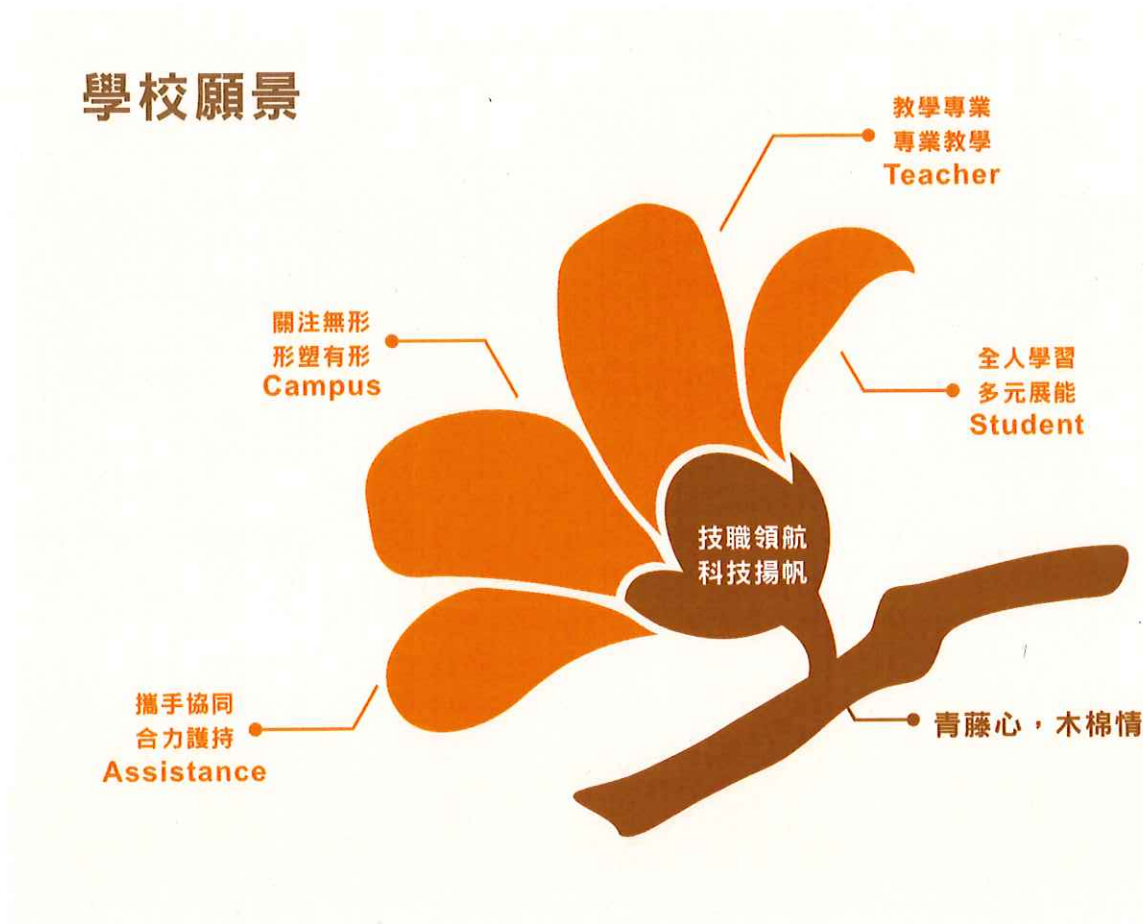 學校願景
教學專業
專業教學
Teacher
關注無形
形塑有形
Campus
全人學習
多元展能
Student
技職領航
科技揚帆
攜手協同
合力護持
Assistance
青藤心，木棉情